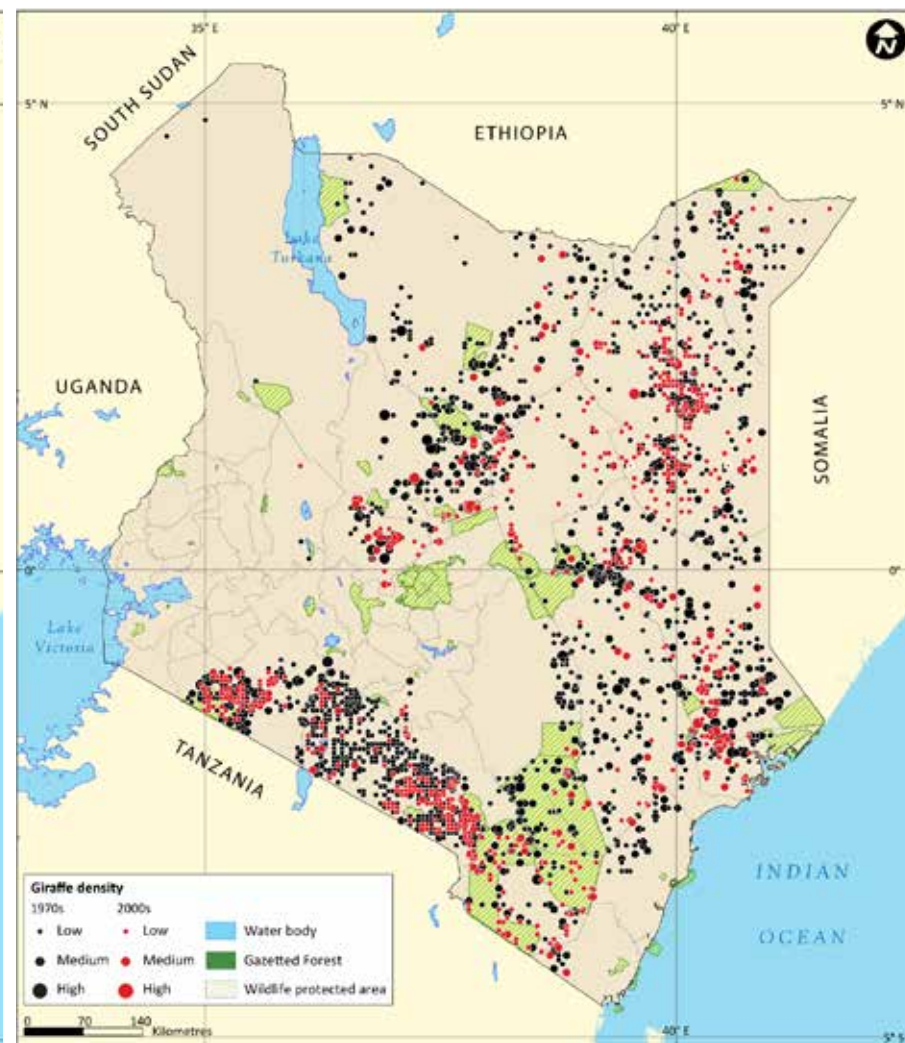 35° E
40° E
N
5° N
5° N
SOUTH SUDAN
ETHIOPIA
Lake
Turkana
UGANDA
SOMALIA
0°
0°
Lake
Victoria
TANZANIA
INDIAN
OCEAN
Giraffe density
1970s 2000s
Low Low Water body
Medium Medium Gazetted Forest
High High Wildlife protected area
0 70 140
Kilometres
40° E
5° S